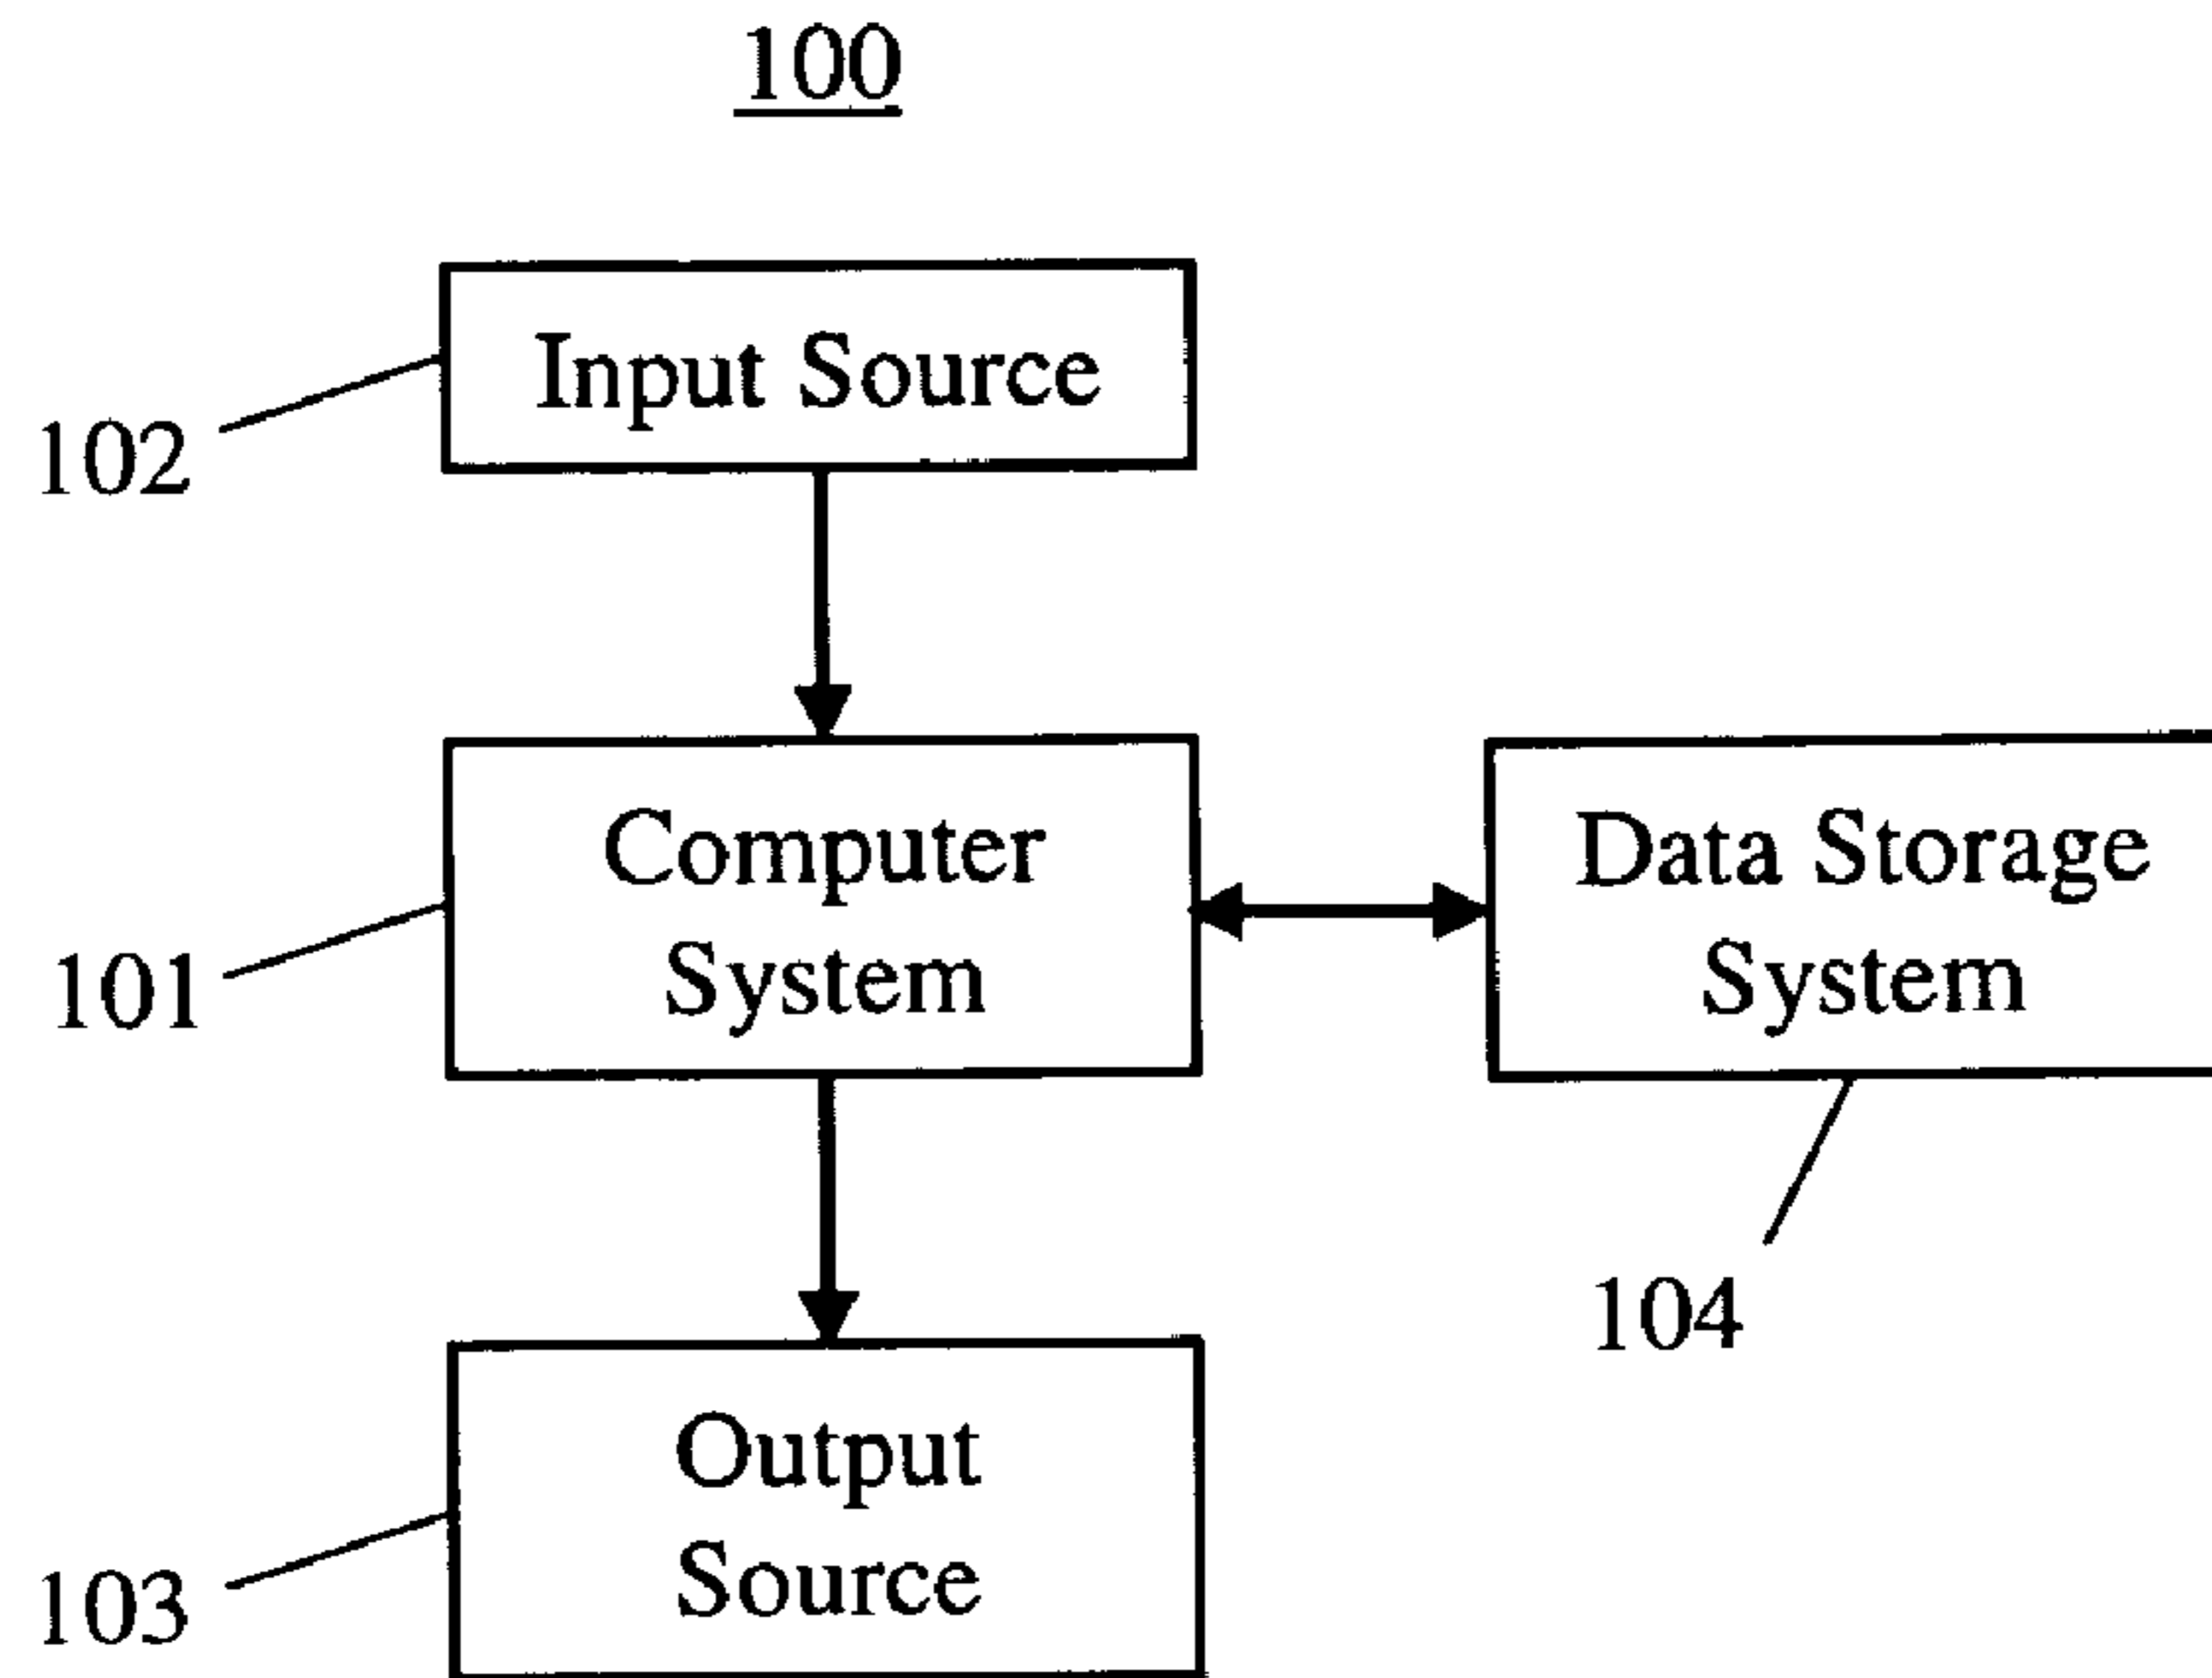 100
Input Source
102
Computer
System
101
Data Storage
System
104
Output
Source
103